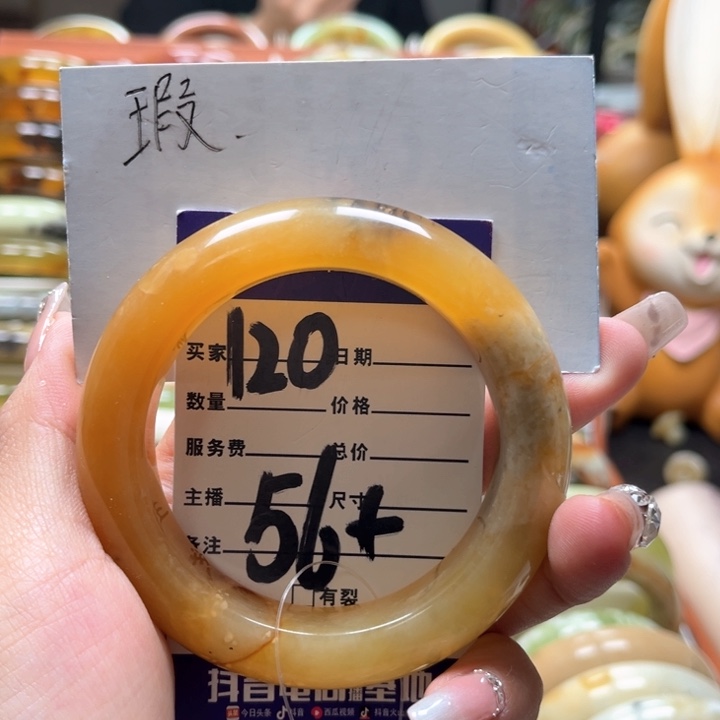 瑕.
120
买家 日期
数量 价格
服务费 总价
主播 尺寸
56+
备注
有裂
抖音电商直播基地
今日头条 抖音 西瓜视频 抖音火山